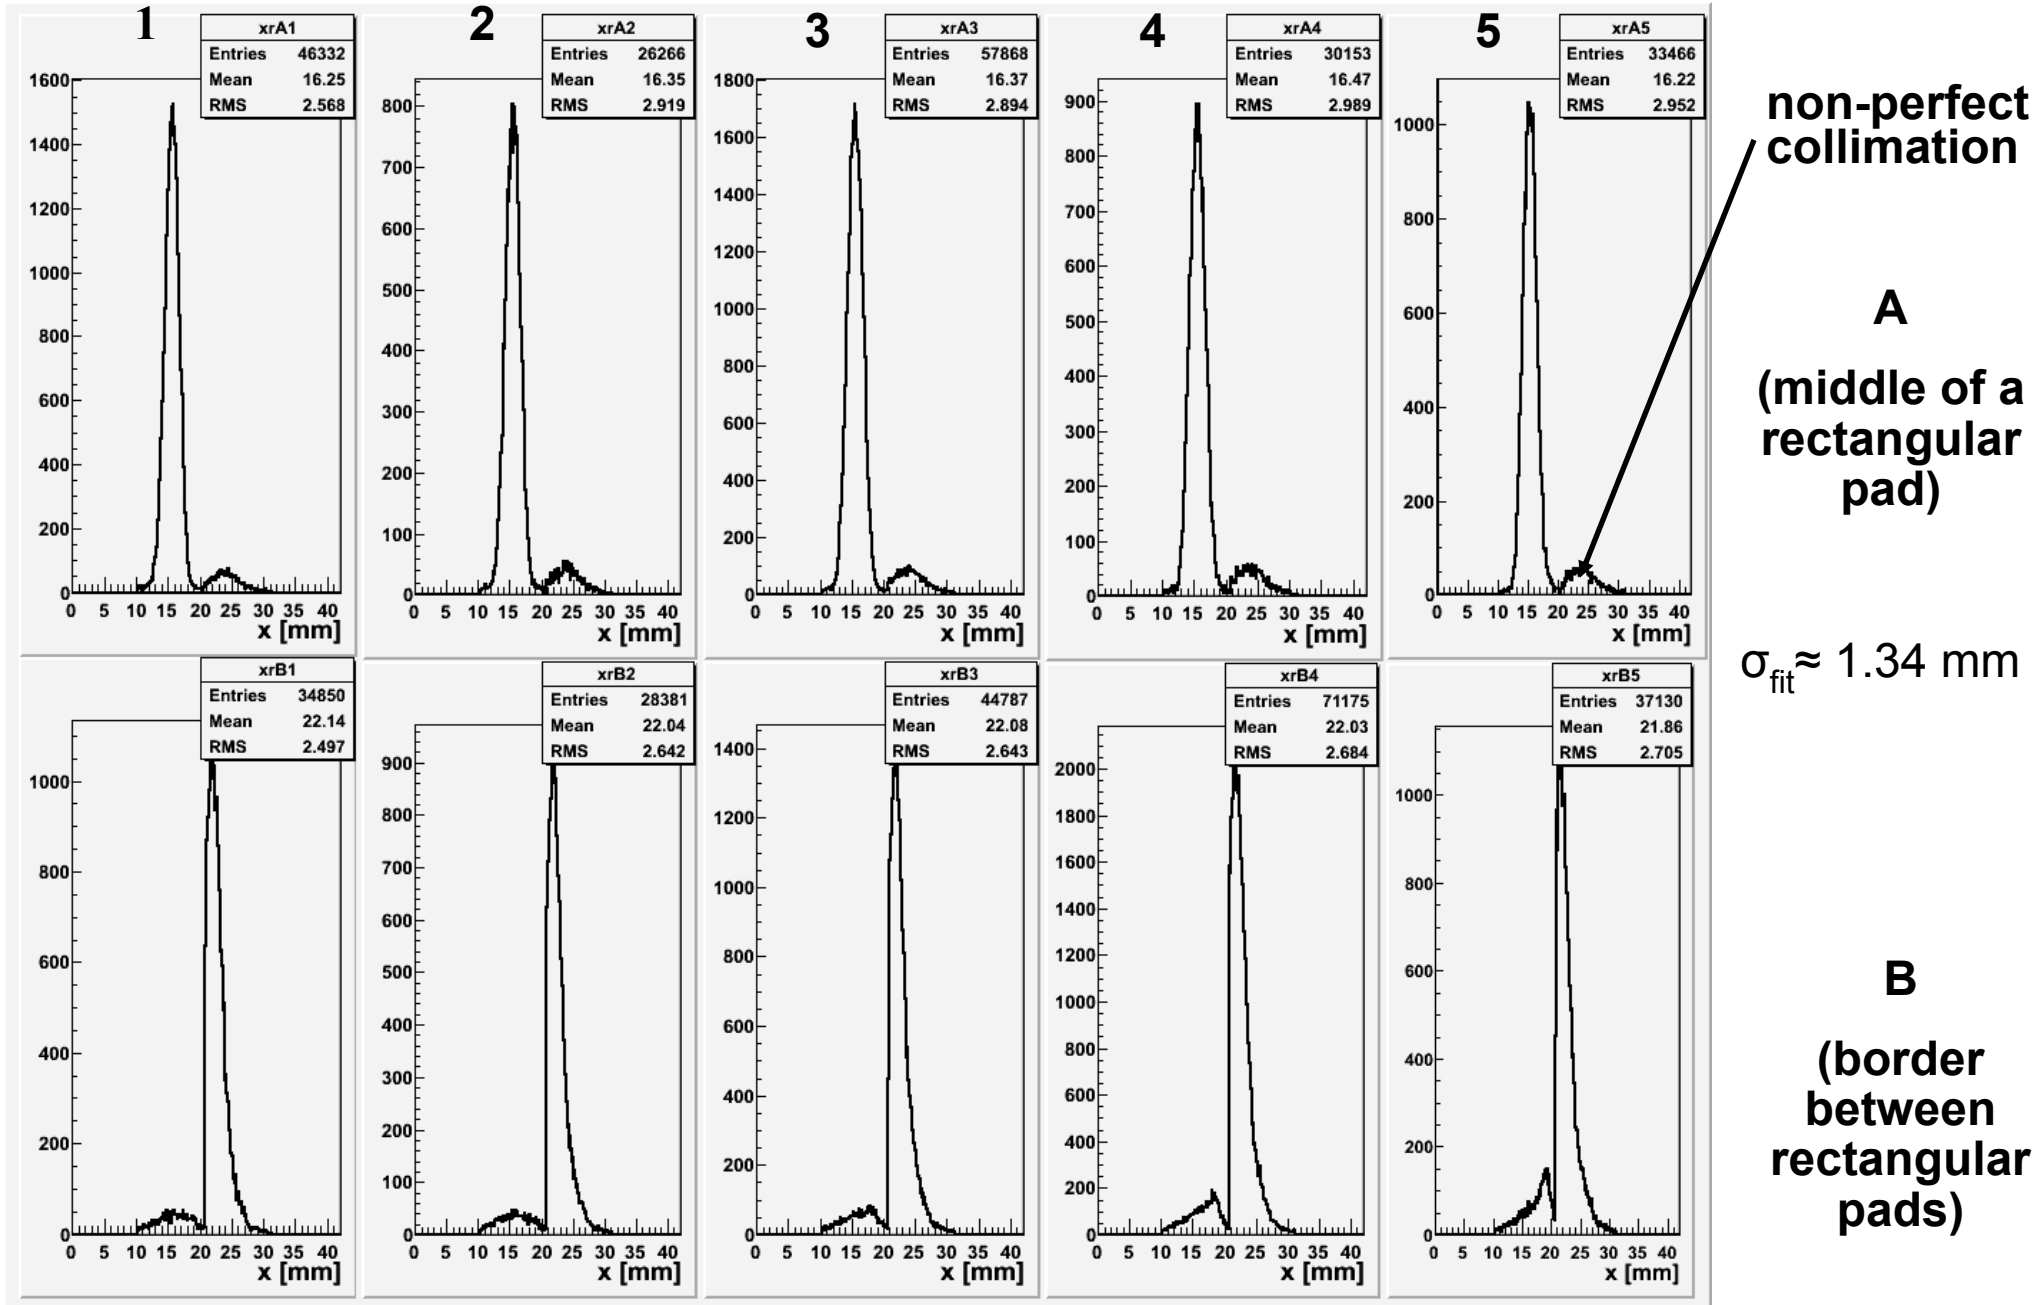 1
xrA1
Entries 46332
Mean 16.25
RMS 2.568
1600
1400
1200
1000
800
600
400
200
0
0 5 10 15 20 25 30 35 40
x [mm]
2
xrA2
Entries 26266
Mean 16.35
RMS 2.919
800
700
600
500
400
300
200
100
0
0 5 10 15 20 25 30 35 40
x [mm]
3
xrA3
Entries 57868
Mean 16.37
RMS 2.894
1800
1600
1400
1200
1000
800
600
400
200
0
0 5 10 15 20 25 30 35 40
x [mm]
4
xrA4
Entries 30153
Mean 16.47
RMS 2.989
900
800
700
600
500
400
300
200
100
0
0 5 10 15 20 25 30 35 40
x [mm]
5
xrA5
Entries 33466
Mean 16.22
RMS 2.952
1000
800
600
400
200
0
0 5 10 15 20 25 30 35 40
x [mm]
non-perfect
collimation
A
(middle of a
rectangular
pad)
σfit≈ 1.34 mm
xrB1
Entries 34850
Mean 22.14
RMS 2.497
1000
800
600
400
200
0
0 5 10 15 20 25 30 35 40
x [mm]
xrB2
Entries 28381
Mean 22.04
RMS 2.642
900
800
700
600
500
400
300
200
100
0
0 5 10 15 20 25 30 35 40
x [mm]
xrB3
Entries 44787
Mean 22.08
RMS 2.643
1400
1200
1000
800
600
400
200
0
0 5 10 15 20 25 30 35 40
x [mm]
xrB4
Entries 71175
Mean 22.03
RMS 2.684
2000
1800
1600
1400
1200
1000
800
600
400
200
0
0 5 10 15 20 25 30 35 40
x [mm]
xrB5
Entries 37130
Mean 21.86
RMS 2.705
1000
800
600
400
200
0
0 5 10 15 20 25 30 35 40
x [mm]
B
(border
between
rectangular
pads)